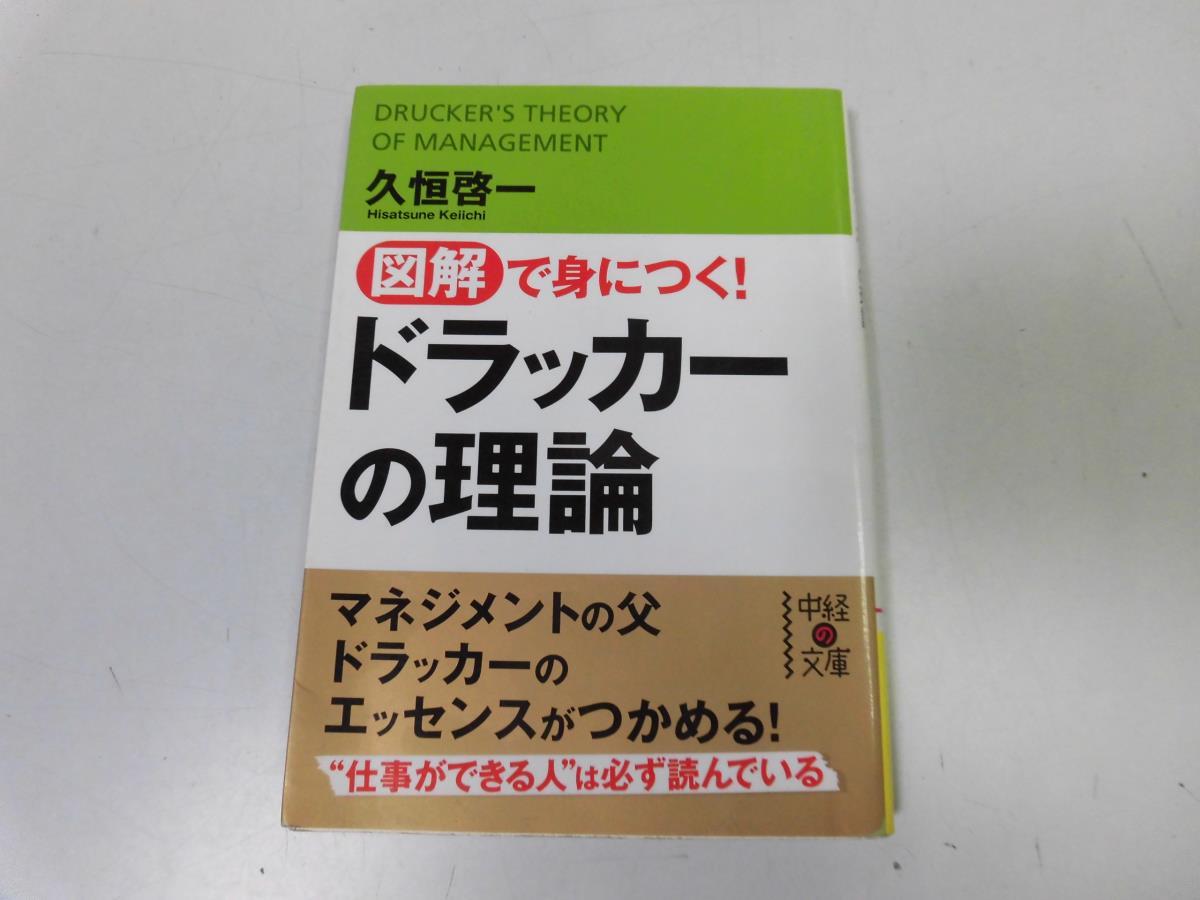 DRUCKER'S THEORY
OF MANAGEMENT
久恒啓一
Hisatsune Keiichi
図解で身につく!
ドラッカー
の理論
マネジメントの父
ドラッカーの
エッセンスがつかめる!
“仕事ができる人”は必ず読んでいる
中経
の
文庫